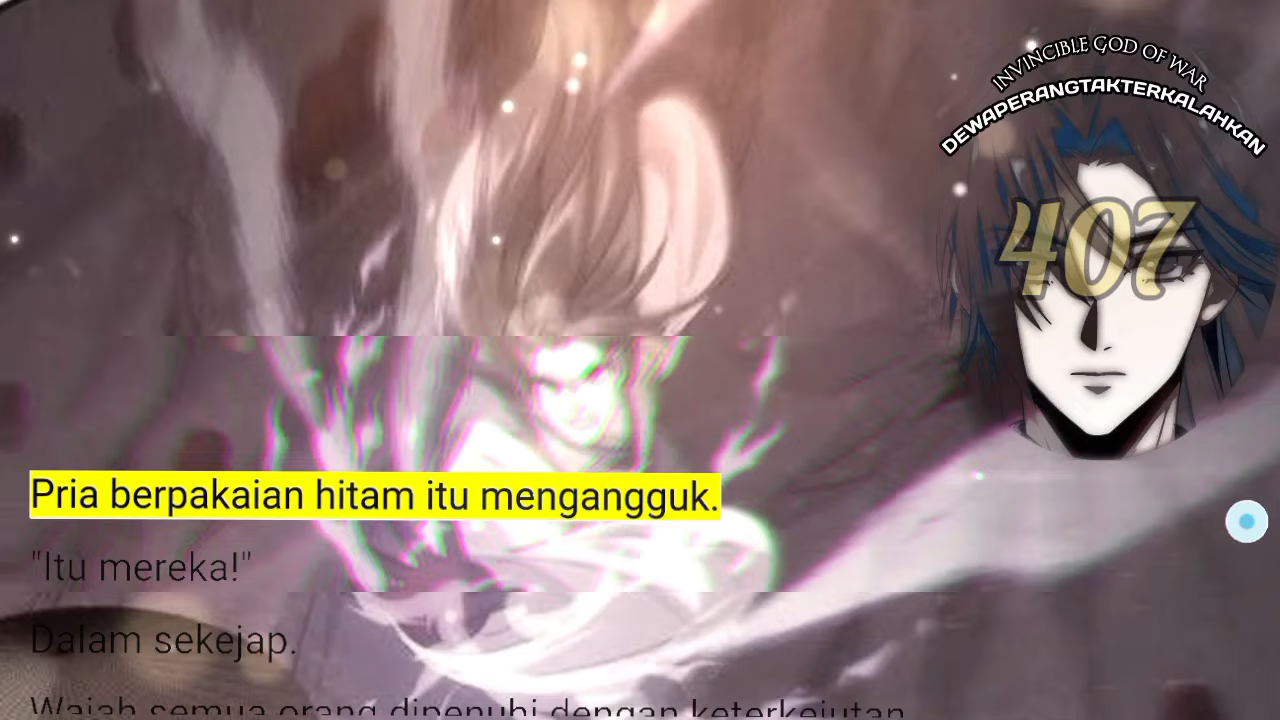 INVINCIBLE GOD OF WAR
DEWAPERANGTAKTERKALAHKAN
407
Pria berpakaian hitam itu mengangguk.
"Itu mereka!"
Dalam sekejap.
Wajah semua orang dipenuhi dengan keterkejutan